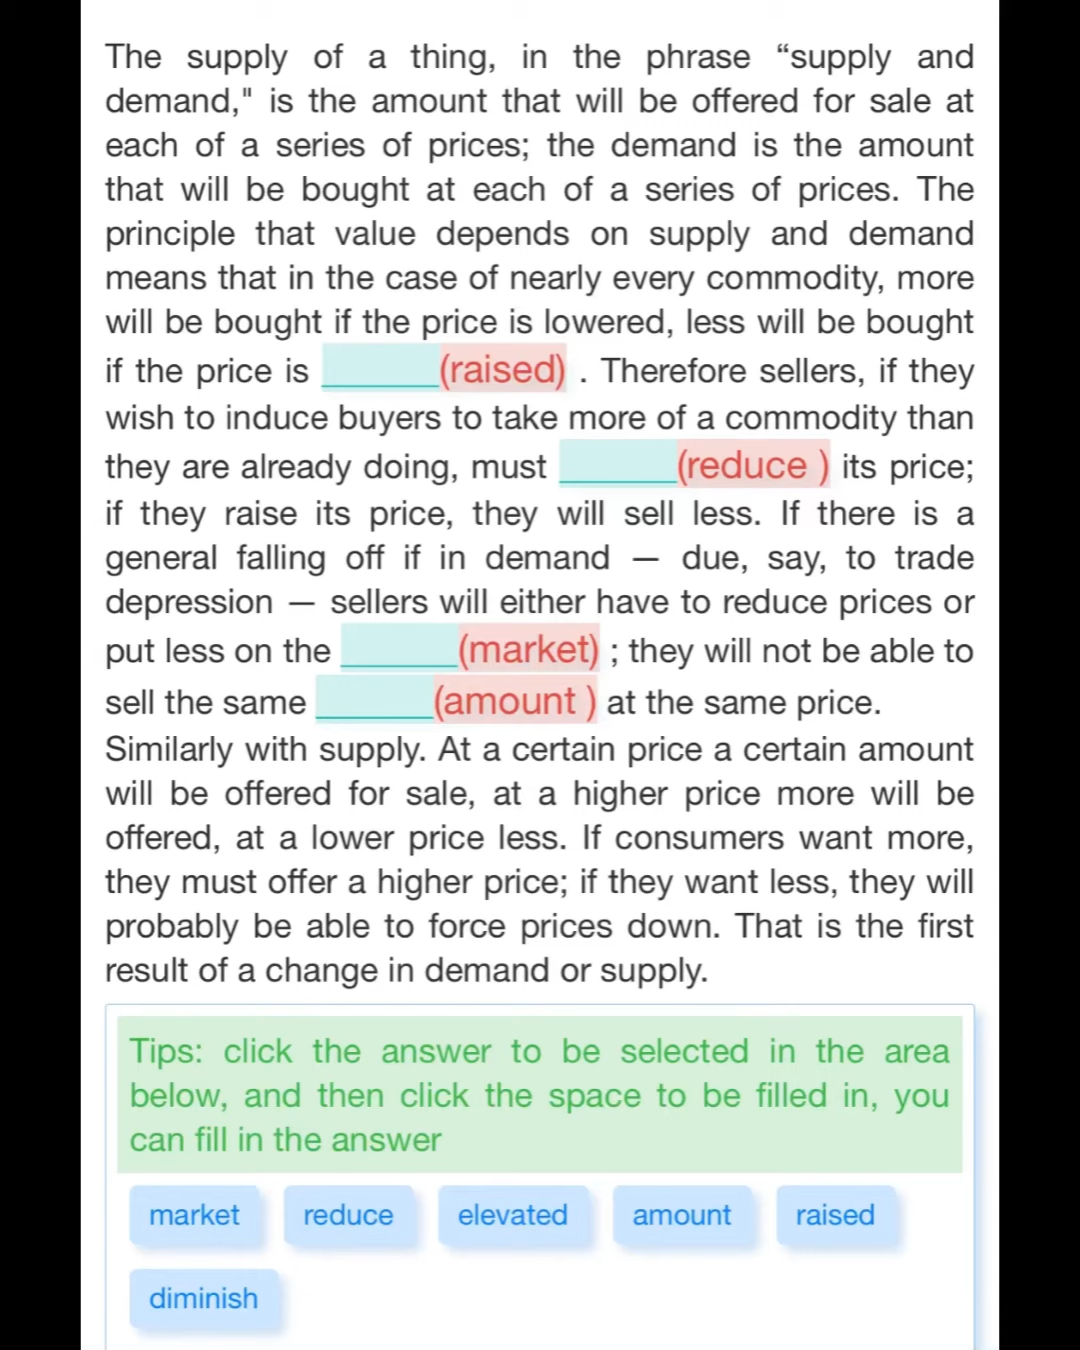 The supply of a thing, in the phrase “supply and
demand," is the amount that will be offered for sale at
each of a series of prices; the demand is the amount
that will be bought at each of a series of prices. The
principle that value depends on supply and demand
means that in the case of nearly every commodity, more
will be bought if the price is lowered, less will be bought
if the price is ______(raised) . Therefore sellers, if they
wish to induce buyers to take more of a commodity than
they are already doing, must ______(reduce ) its price;
if they raise its price, they will sell less. If there is a
general falling off if in demand — due, say, to trade
depression — sellers will either have to reduce prices or
put less on the ______(market) ; they will not be able to
sell the same ______(amount ) at the same price.
Similarly with supply. At a certain price a certain amount
will be offered for sale, at a higher price more will be
offered, at a lower price less. If consumers want more,
they must offer a higher price; if they want less, they will
probably be able to force prices down. That is the first
result of a change in demand or supply.
Tips: click the answer to be selected in the area
below, and then click the space to be filled in, you
can fill in the answer
market reduce elevated amount raised
diminish